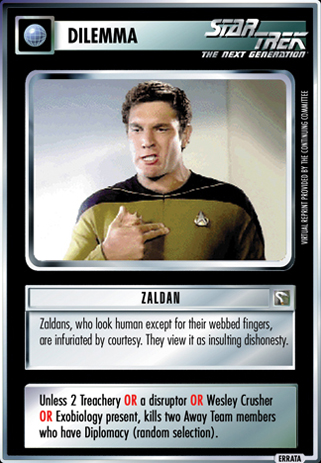 DILEMMA
STAR TREK
THE NEXT GENERATION
VIRTUAL REPRINT PROVIDED BY THE CONTINUING COMMITTEE
ZALDAN
Zaldans, who look human except for their webbed fingers,
are infuriated by courtesy. They view it as insulting dishonesty.
Unless 2 Treachery OR a disruptor OR Wesley Crusher
OR Exobiology present, kills two Away Team members
who have Diplomacy (random selection).
ERRATA